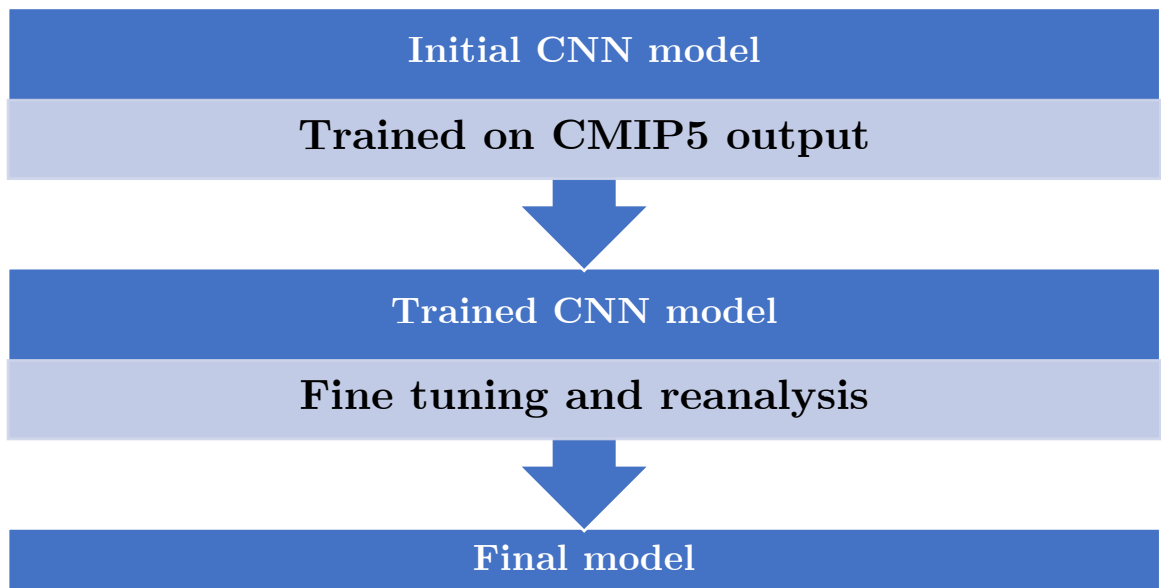 Initial CNN model
Trained on CMIP5 output
Trained CNN model
Fine tuning and reanalysis
Final model